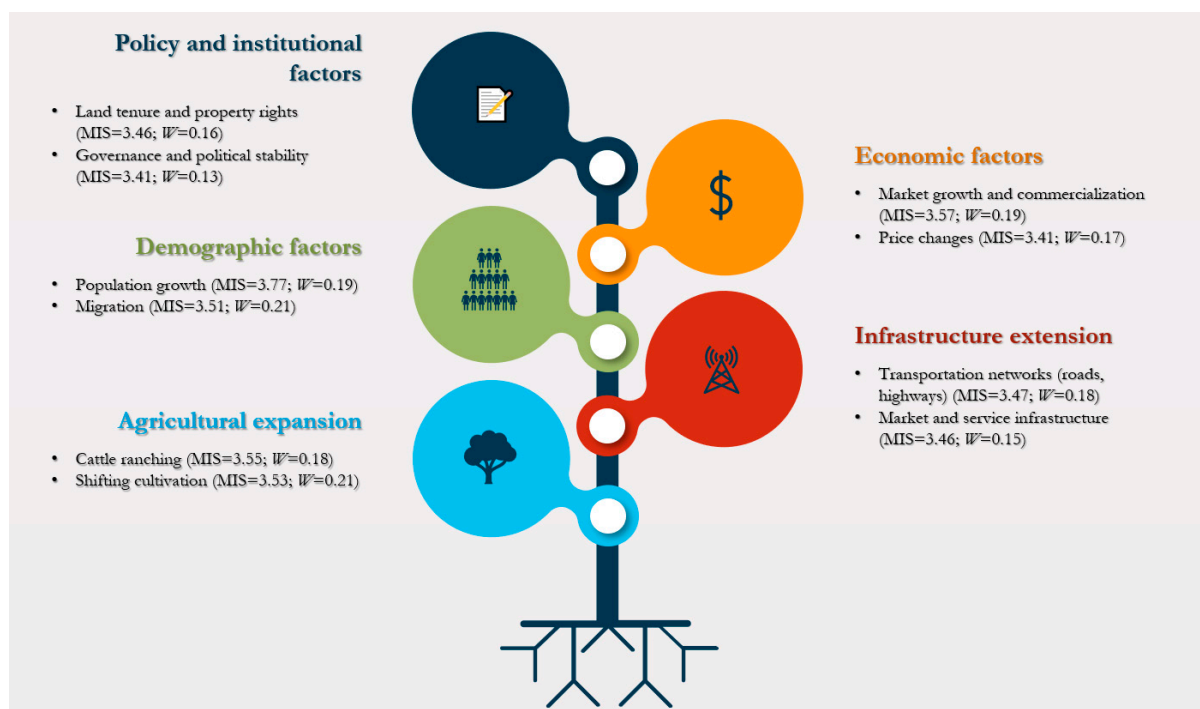 Policy and institutional
factors
• Land tenure and property rights
(MIS=3.46; W=0.16)
• Governance and political stability
(MIS=3.41; W=0.13)
Economic factors
• Market growth and commercialization
(MIS=3.57; W=0.19)
• Price changes (MIS=3.41; W=0.17)
$
Demographic factors
• Population growth (MIS=3.77; W=0.19)
• Migration (MIS=3.51; W=0.21)
Infrastructure extension
• Transportation networks (roads,
highways) (MIS=3.47; W=0.18)
• Market and service infrastructure
(MIS=3.46; W=0.15)
Agricultural expansion
• Cattle ranching (MIS=3.55; W=0.18)
• Shifting cultivation (MIS=3.53; W=0.21)